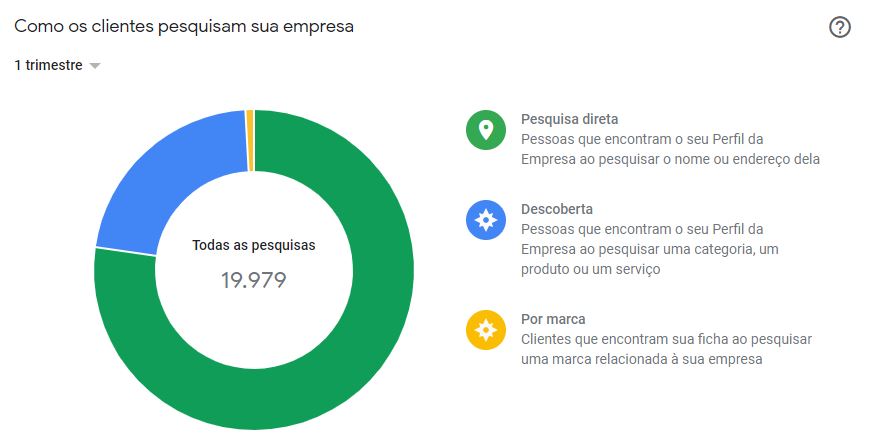 Como os clientes pesquisam sua empresa
1 trimestre
Todas as pesquisas
19.979
Pesquisa direta
Pessoas que encontram o seu Perfil da
Empresa ao pesquisar o nome ou endereço dela
Descoberta
Pessoas que encontram o seu Perfil da
Empresa ao pesquisar uma categoria, um
produto ou um serviço
Por marca
Clientes que encontram sua ficha ao pesquisar
uma marca relacionada à sua empresa